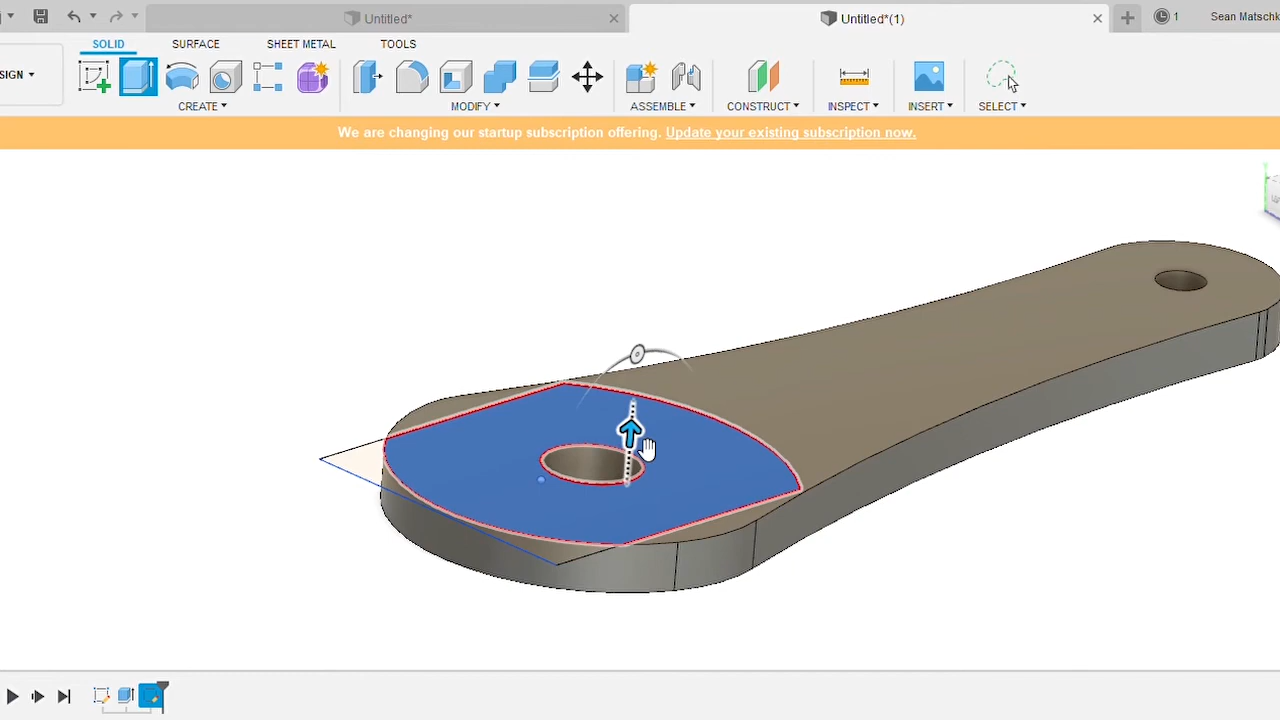 Untitled*
Untitled*(1)
1
Sean Matschk
SOLID
SURFACE
SHEET METAL
TOOLS
SIGN
CREATE
MODIFY
ASSEMBLE
CONSTRUCT
INSPECT
INSERT
SELECT
We are changing our startup subscription offering. Update your existing subscription now.